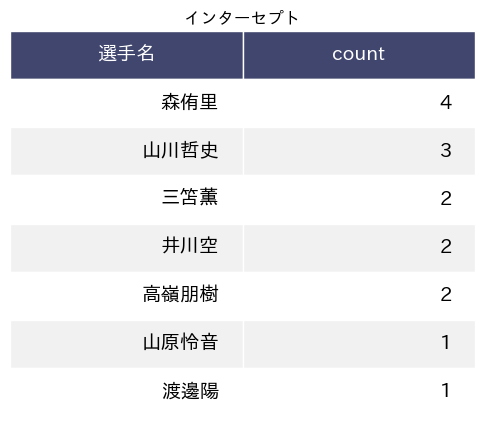 インターセプト
選手名 count
森侑里 4
山川哲史 3
三笘薫 2
井川空 2
高嶺朋樹 2
山原怜音 1
渡邊陽 1